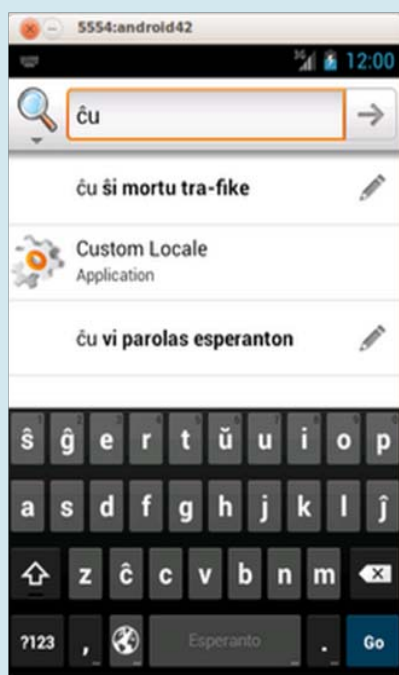 5554:android42
3G 12:00
ĉu
ĉu ŝi mortu tra-fike
Custom Locale
Application
ĉu vi parolas esperanton
ŝ ĝ e r t ŭ u i o p
a s d f g h j k l ĵ
z ĉ c v b n m
?123 , Esperanto . Go